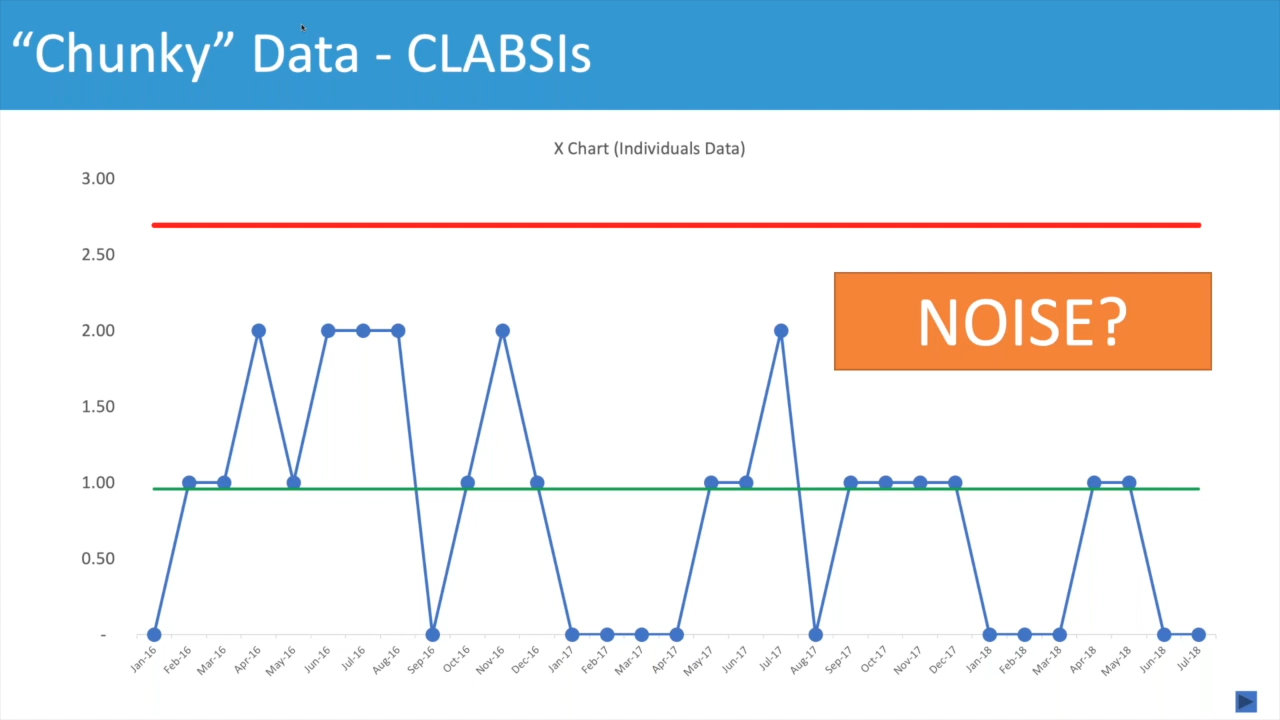 “Chunky” Data - CLABSIs
X Chart (Individuals Data)
3.00
2.50
NOISE?
2.00
1.50
1.00
0.50
-
Jan-16 Feb-16 Mar-16 Apr-16 May-16 Jun-16 Jul-16 Aug-16 Sep-16 Oct-16 Nov-16 Dec-16 Jan-17 Feb-17 Mar-17 Apr-17 May-17 Jun-17 Jul-17 Aug-17 Sep-17 Oct-17 Nov-17 Dec-17 Jan-18 Feb-18 Mar-18 Apr-18 May-18 Jun-18 Jul-18